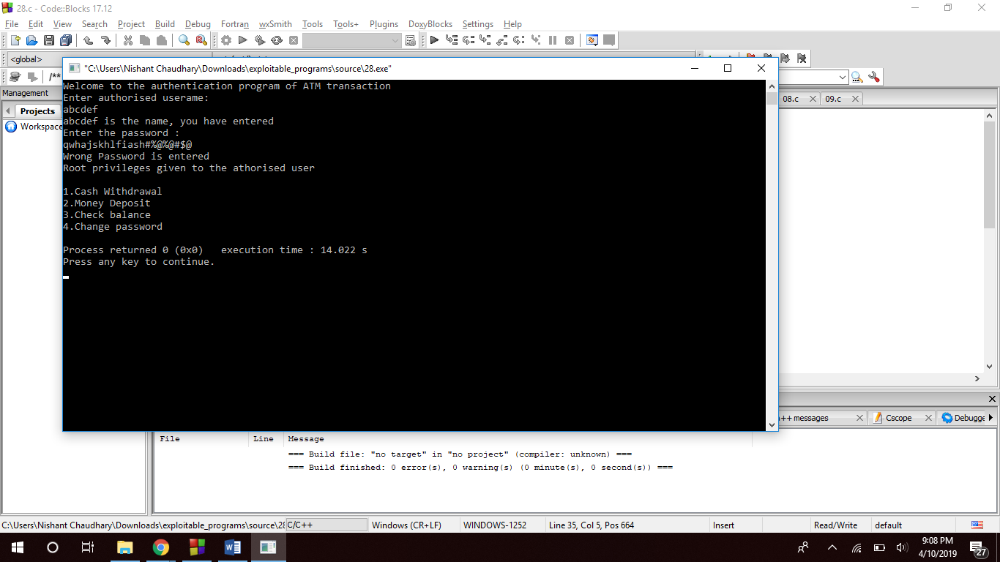 28.c - Code::Blocks 17.12
File Edit View Search Project Build Debug Fortran wxSmith Tools Tools+ Plugins DoxyBlocks Settings Help
<global>
/**
"C:\Users\Nishant Chaudhary\Downloads\exploitable_programs\source\28.exe"
Management
08.c 09.c
Projects
Workspace
Welcome to the authentication program of ATM transaction
Enter authorised userame:
abcdef
abcdef is the name, you have entered
Enter the password :
qwhajskhlfiash#%@%@#$@
Wrong Password is entered
Root privileges given to the athorised user
1.Cash Withdrawal
2.Money Deposit
3.Check balance
4.Change password
Process returned 0 (0x0)   execution time : 14.022 s
Press any key to continue.
++ messages Cscope Debugge
File Line Message
=== Build file: "no target" in "no project" (compiler: unknown) ===
=== Build finished: 0 error(s), 0 warning(s) (0 minute(s), 0 second(s)) ===
C:\Users\Nishant Chaudhary\Downloads\exploitable_programs\source\28 C/C++ Windows (CR+LF) WINDOWS-1252 Line 35, Col 5, Pos 664 Insert Read/Write default
9:08 PM
4/10/2019
27